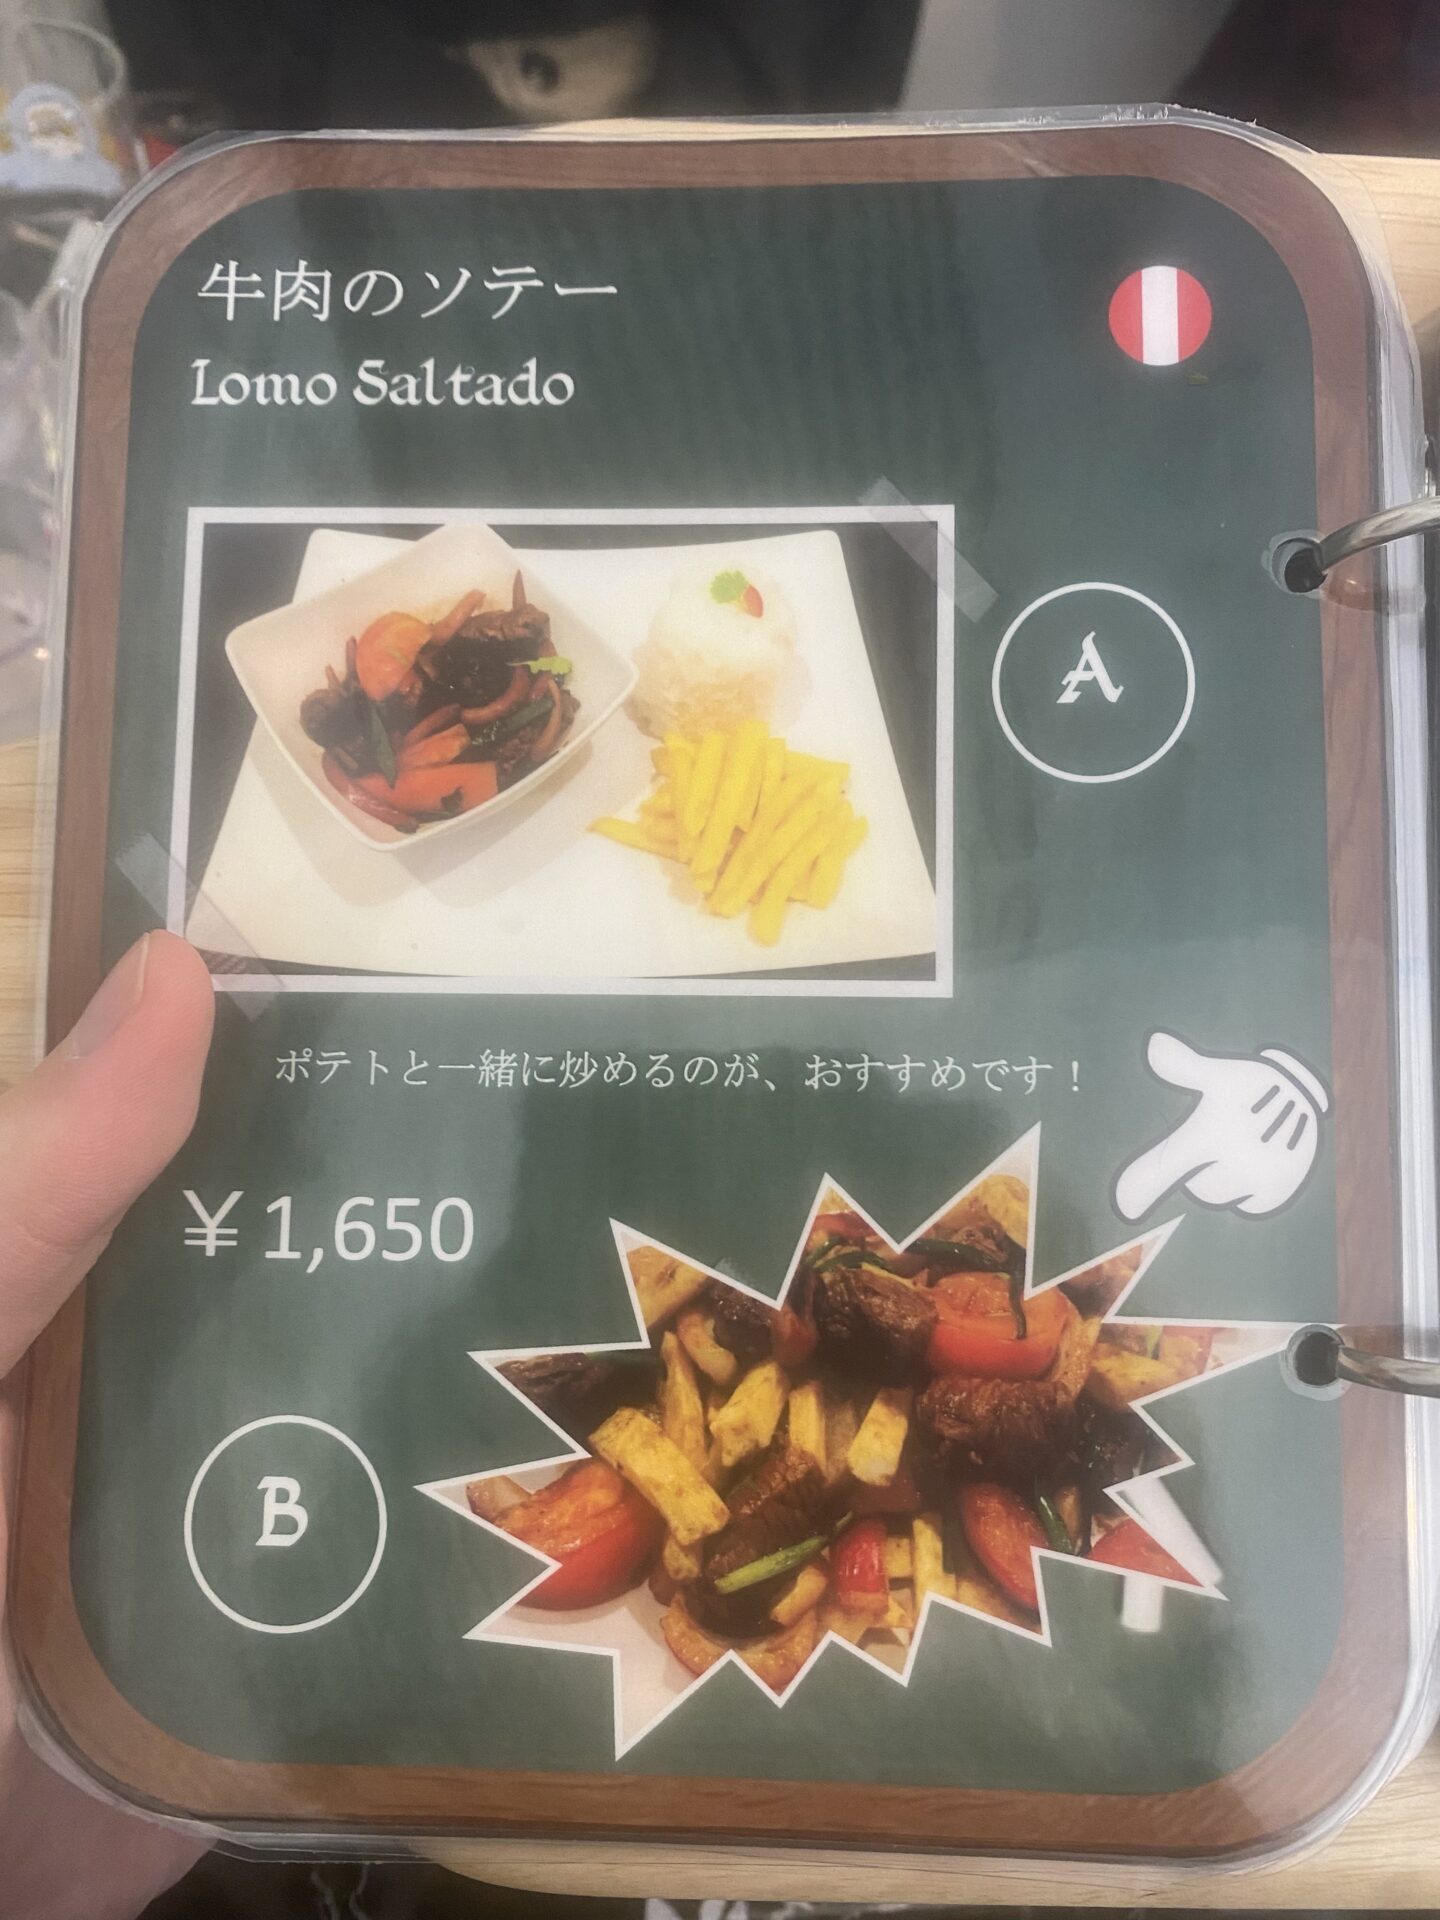 牛肉のソテー
Lomo Saltado
A
ポテトと一緒に炒めるのが、おすすめです！
￥1,650
B